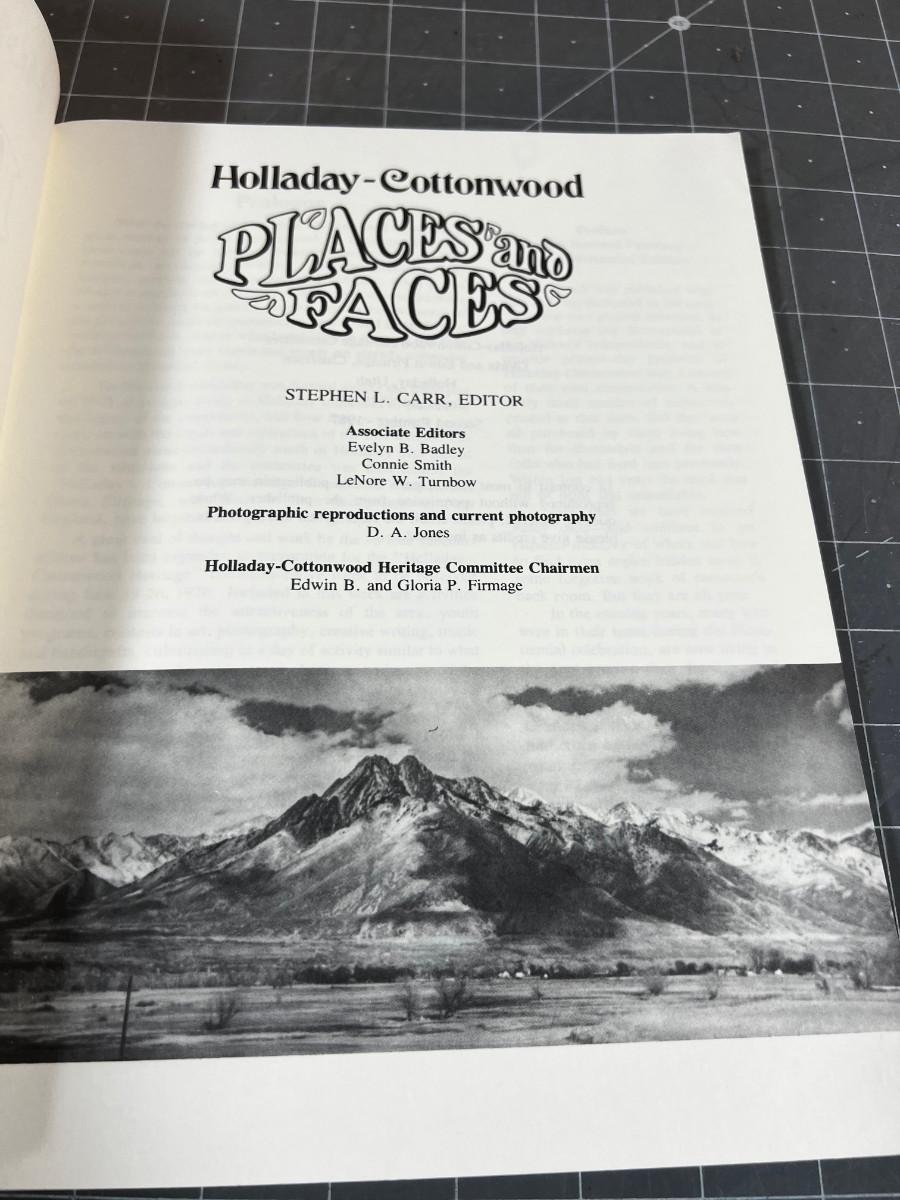 Holladay-Cottonwood
PLACES and
FACES
STEPHEN L. CARR, EDITOR
Associate Editors
Evelyn B. Badley
Connie Smith
LeNore W. Turnbow
Photographic reproductions and current photography
D. A. Jones
Holladay-Cottonwood Heritage Committee Chairmen
Edwin B. and Gloria P. Firmage